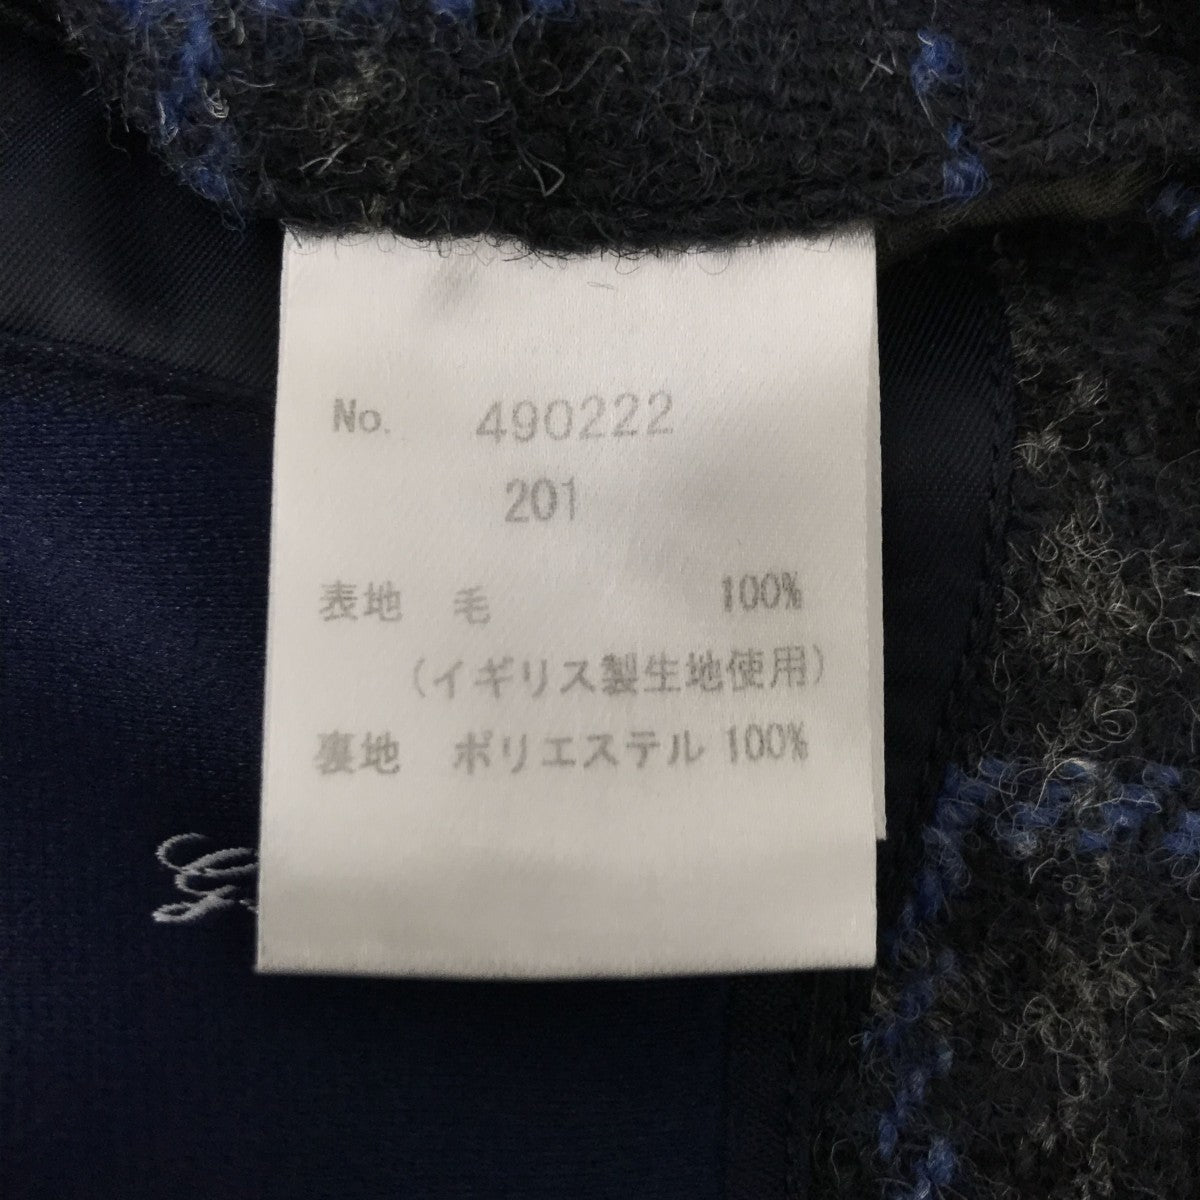 No. 490222
201
表地 毛 100%
(イギリス製生地使用)
裏地 ポリエステル 100%